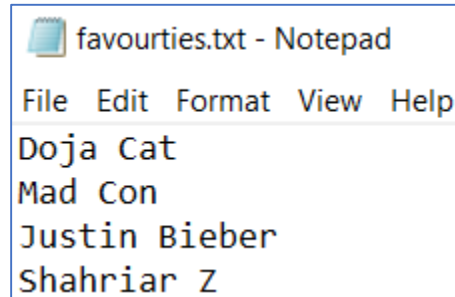 favourties.txt - Notepad
File Edit Format View Help
Doja Cat
Mad Con
Justin Bieber
Shahriar Z